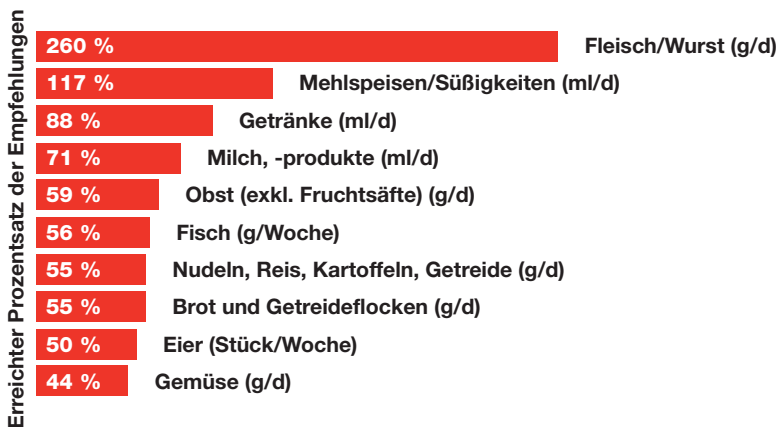 Erreichter Prozentsatz der Empfehlungen
260 % Fleisch/Wurst (g/d)
117 % Mehlspeisen/Süßigkeiten (ml/d)
88 % Getränke (ml/d)
71 % Milch, -produkte (ml/d)
59 % Obst (exkl. Fruchtsäfte) (g/d)
56 % Fisch (g/Woche)
55 % Nudeln, Reis, Kartoffeln, Getreide (g/d)
55 % Brot und Getreideflocken (g/d)
50 % Eier (Stück/Woche)
44 % Gemüse (g/d)